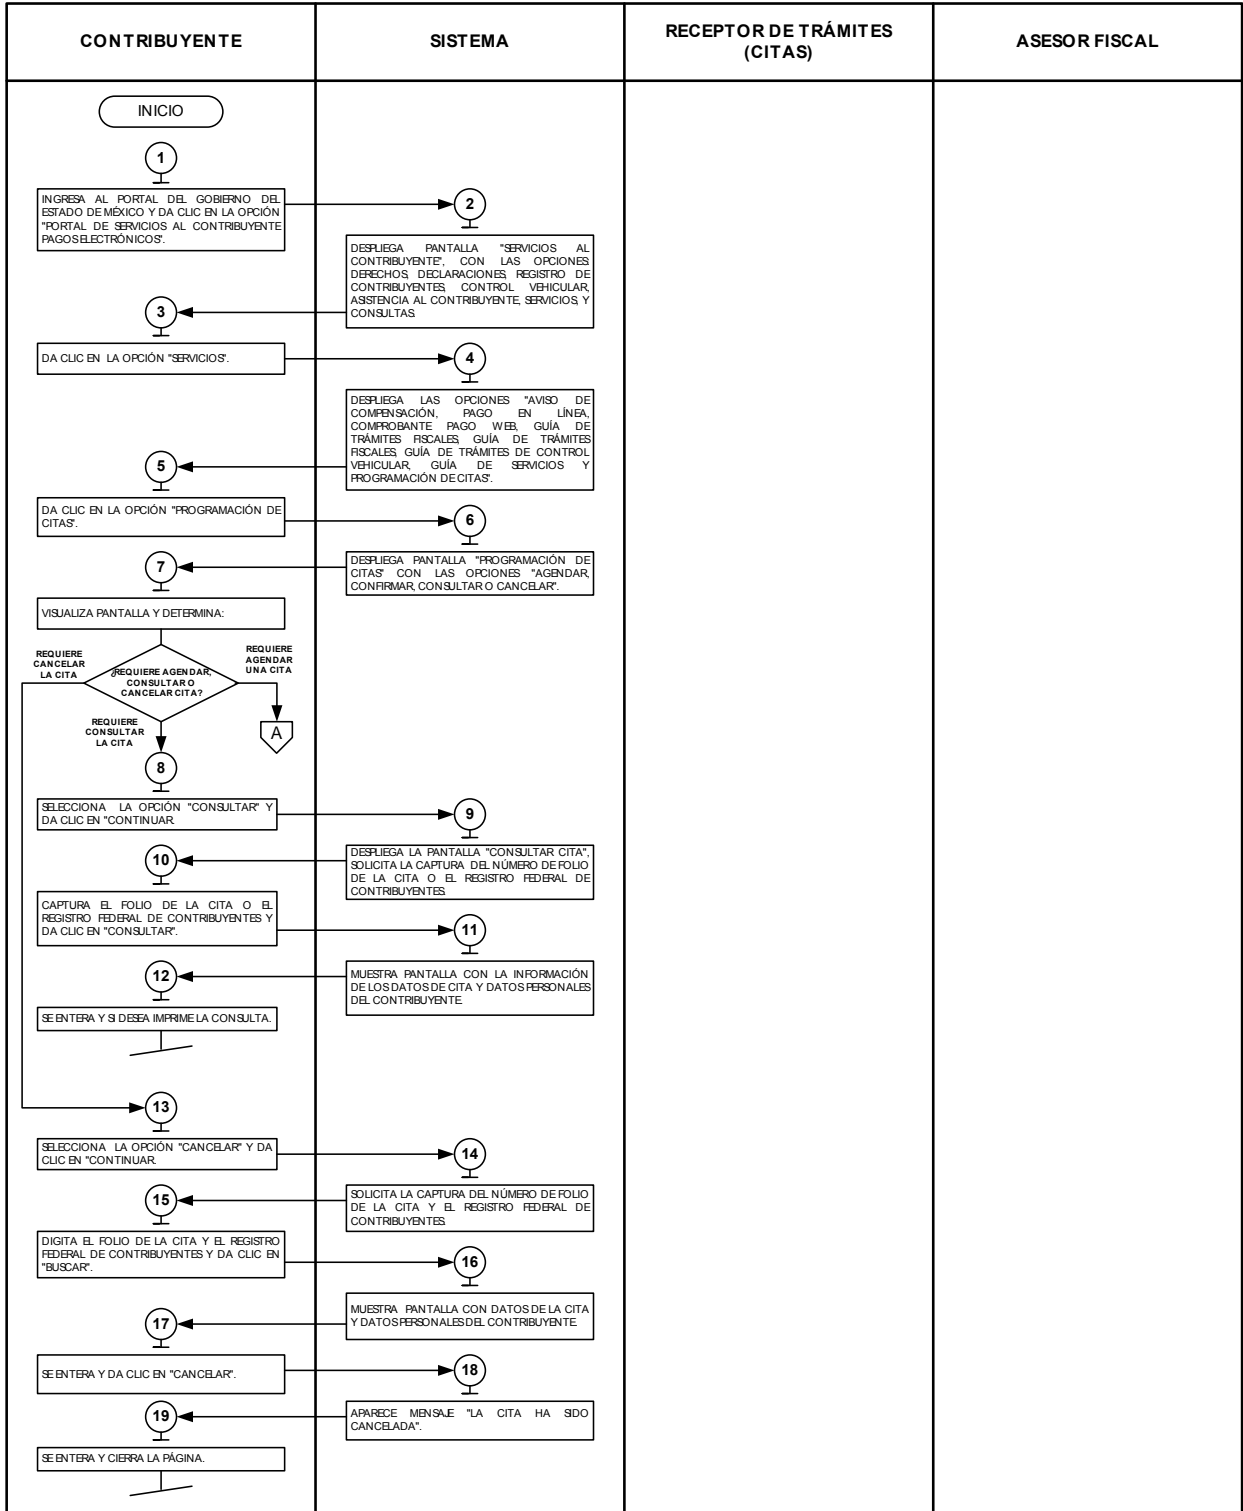 CONTRIBUYENTE
SISTEMA
RECEPTOR DE TRÁMITES
(CITAS)
ASESOR FISCAL
INICIO
1
INGRESA AL PORTAL DEL GOBIERNO DEL
ESTADO DE MÉXICO Y DA CLIC EN LA OPCIÓN
"PORTAL DE SERVICIOS AL CONTRIBUYENTE
PAGOS ELECTRÓNICOS".
2
DESPLIEGA PANTALLA "SERVICIOS AL
CONTRIBUYENTE", CON LAS OPCIONES:
DERECHOS, DECLARACIONES, REGISTRO DE
CONTRIBUYENTES, CONTROL VEHICULAR,
ASISTENCIA AL CONTRIBUYENTE, SERVICIOS, Y
CONSULTAS.
3
DA CLIC EN LA OPCIÓN "SERVICIOS".
4
DESPLIEGA LAS OPCIONES "AVISO DE
COMPENSACIÓN, PAGO EN LÍNEA,
COMPROBANTE PAGO WEB, GUÍA DE
TRÁMITES FISCALES, GUÍA DE TRÁMITES
FISCALES, GUÍA DE TRÁMITES DE CONTROL
VEHICULAR, GUÍA DE SERVICIOS Y
PROGRAMACIÓN DE CITAS".
5
DA CLIC EN LA OPCIÓN "PROGRAMACIÓN DE
CITAS".
6
DESPLIEGA PANTALLA "PROGRAMACIÓN DE
CITAS" CON LAS OPCIONES "AGENDAR,
CONFIRMAR, CONSULTAR O CANCELAR".
7
VISUALIZA PANTALLA Y DETERMINA:
REQUIERE
CANCELAR
LA CITA
¿REQUIERE AGENDAR,
CONSULTAR O
CANCELAR CITA?
REQUIERE
AGENDAR
UNA CITA
A
REQUIERE
CONSULTAR
LA CITA
8
SELECCIONA LA OPCIÓN "CONSULTAR" Y
DA CLIC EN "CONTINUAR.
9
DESPLIEGA LA PANTALLA "CONSULTAR CITA",
SOLICITA LA CAPTURA DEL NÚMERO DE FOLIO
DE LA CITA O EL REGISTRO FEDERAL DE
CONTRIBUYENTES.
10
CAPTURA EL FOLIO DE LA CITA O EL
REGISTRO FEDERAL DE CONTRIBUYENTES Y
DA CLIC EN "CONSULTAR".
11
MUESTRA PANTALLA CON LA INFORMACIÓN
DE LOS DATOS DE CITA Y DATOS PERSONALES
DEL CONTRIBUYENTE.
12
SE ENTERA Y SI DESEA IMPRIME LA CONSULTA.
13
SELECCIONA LA OPCIÓN "CANCELAR" Y DA
CLIC EN "CONTINUAR.
14
SOLICITA LA CAPTURA DEL NÚMERO DE FOLIO
DE LA CITA Y EL REGISTRO FEDERAL DE
CONTRIBUYENTES.
15
DIGITA EL FOLIO DE LA CITA Y EL REGISTRO
FEDERAL DE CONTRIBUYENTES Y DA CLIC EN
"BUSCAR".
16
MUESTRA PANTALLA CON DATOS DE LA CITA
Y DATOS PERSONALES DEL CONTRIBUYENTE.
17
SE ENTERA Y DA CLIC EN "CANCELAR".
18
APARECE MENSAJE "LA CITA HA SIDO
CANCELADA".
19
SE ENTERA Y CIERRA LA PÁGINA.